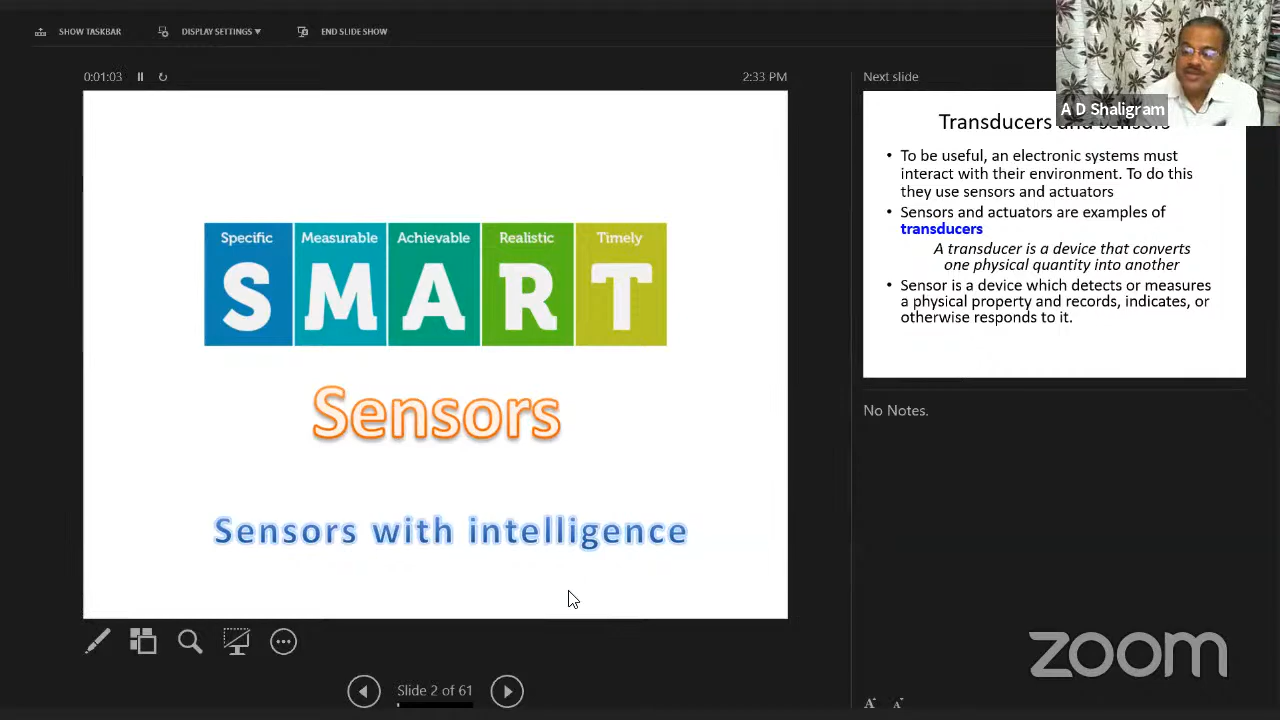 SHOW TASKBAR
DISPLAY SETTINGS
END SLIDE SHOW
0:01:03
2:33 PM
Specific Measurable Achievable Realistic Timely
S M A R T
Sensors
Sensors with intelligence
Slide 2 of 61
Next slide
A D Shaligram
Transducers and Sensors
• To be useful, an electronic systems must
interact with their environment. To do this
they use sensors and actuators
• Sensors and actuators are examples of
transducers
A transducer is a device that converts
one physical quantity into another
• Sensor is a device which detects or measures
a physical property and records, indicates, or
otherwise responds to it.
No Notes.
A A
zoom